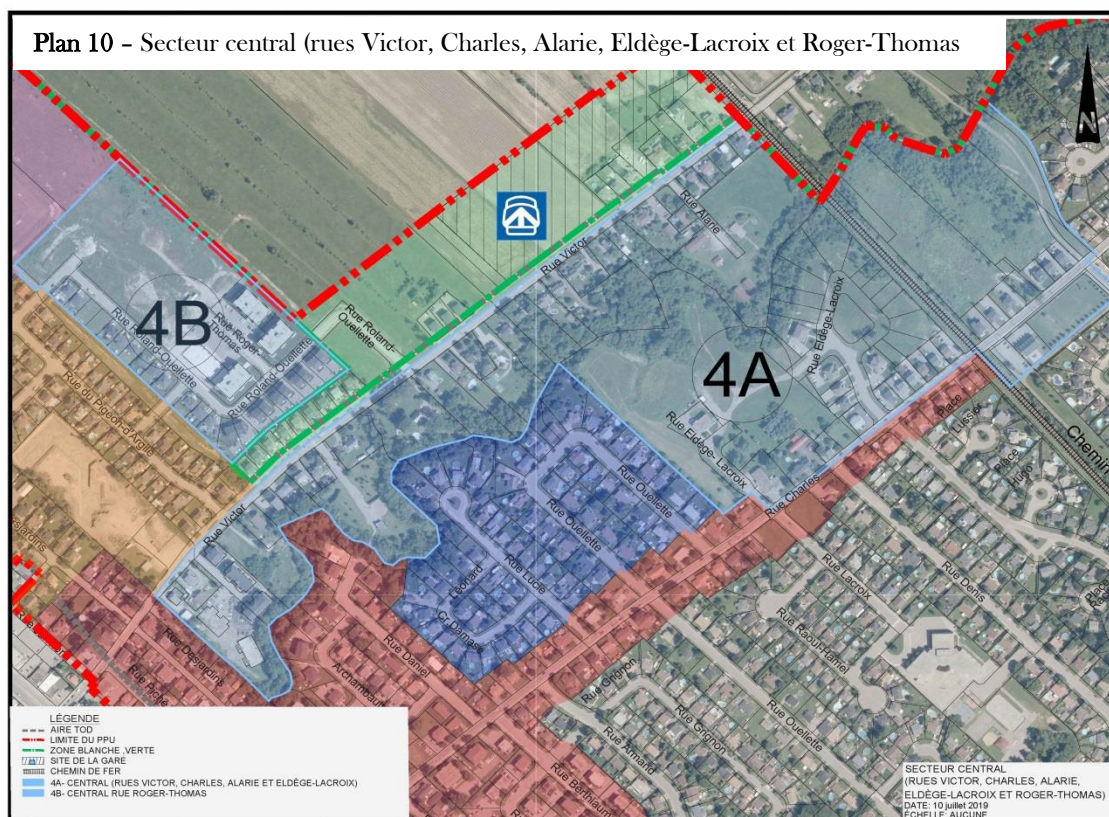 Plan 10 – Secteur central (rues Victor, Charles, Alarie, Eldège-Lacroix et Roger-Thomas
N
Rue Alarie
Rue Victor
4B
Rue Roger-
Thomas
Rue Roland-
Ouellette
Rue Roland-Ouellette
Rue Roland-Ouellette
Rue Eldège-Lacroix
4A
Rue du Pigeon-d'Argile
Place
Lussier
Place
Hugo
Chemin
Rue Eldège- Lacroix
Rue Charles
Rue Ouellette
Rue Ouellette
Rue Victor
Rue Lucie
Léonard
Cr Damase
Rue Denis
Rue Lacroix
Rue Raoul-Hamel
Rue Daniel
Rue Desjardins
Archambault
Rue Piché
Rue Grignon
Rue Grignon
Rue Ouellette
Rue Armand
LÉGENDE
AIRE TOD
LIMITE DU PPU
ZONE BLANCHE ,VERTE
SITE DE LA GARE
CHEMIN DE FER
4A- CENTRAL (RUES VICTOR, CHARLES, ALARIE ET ELDÈGE-LACROIX)
4B- CENTRAL RUE ROGER-THOMAS
SECTEUR CENTRAL
(RUES VICTOR, CHARLES, ALARIE,
ELDÈGE-LACROIX ET ROGER-THOMAS)
DATE: 10 juillet 2019
ÉCHELLE: AUCUNE